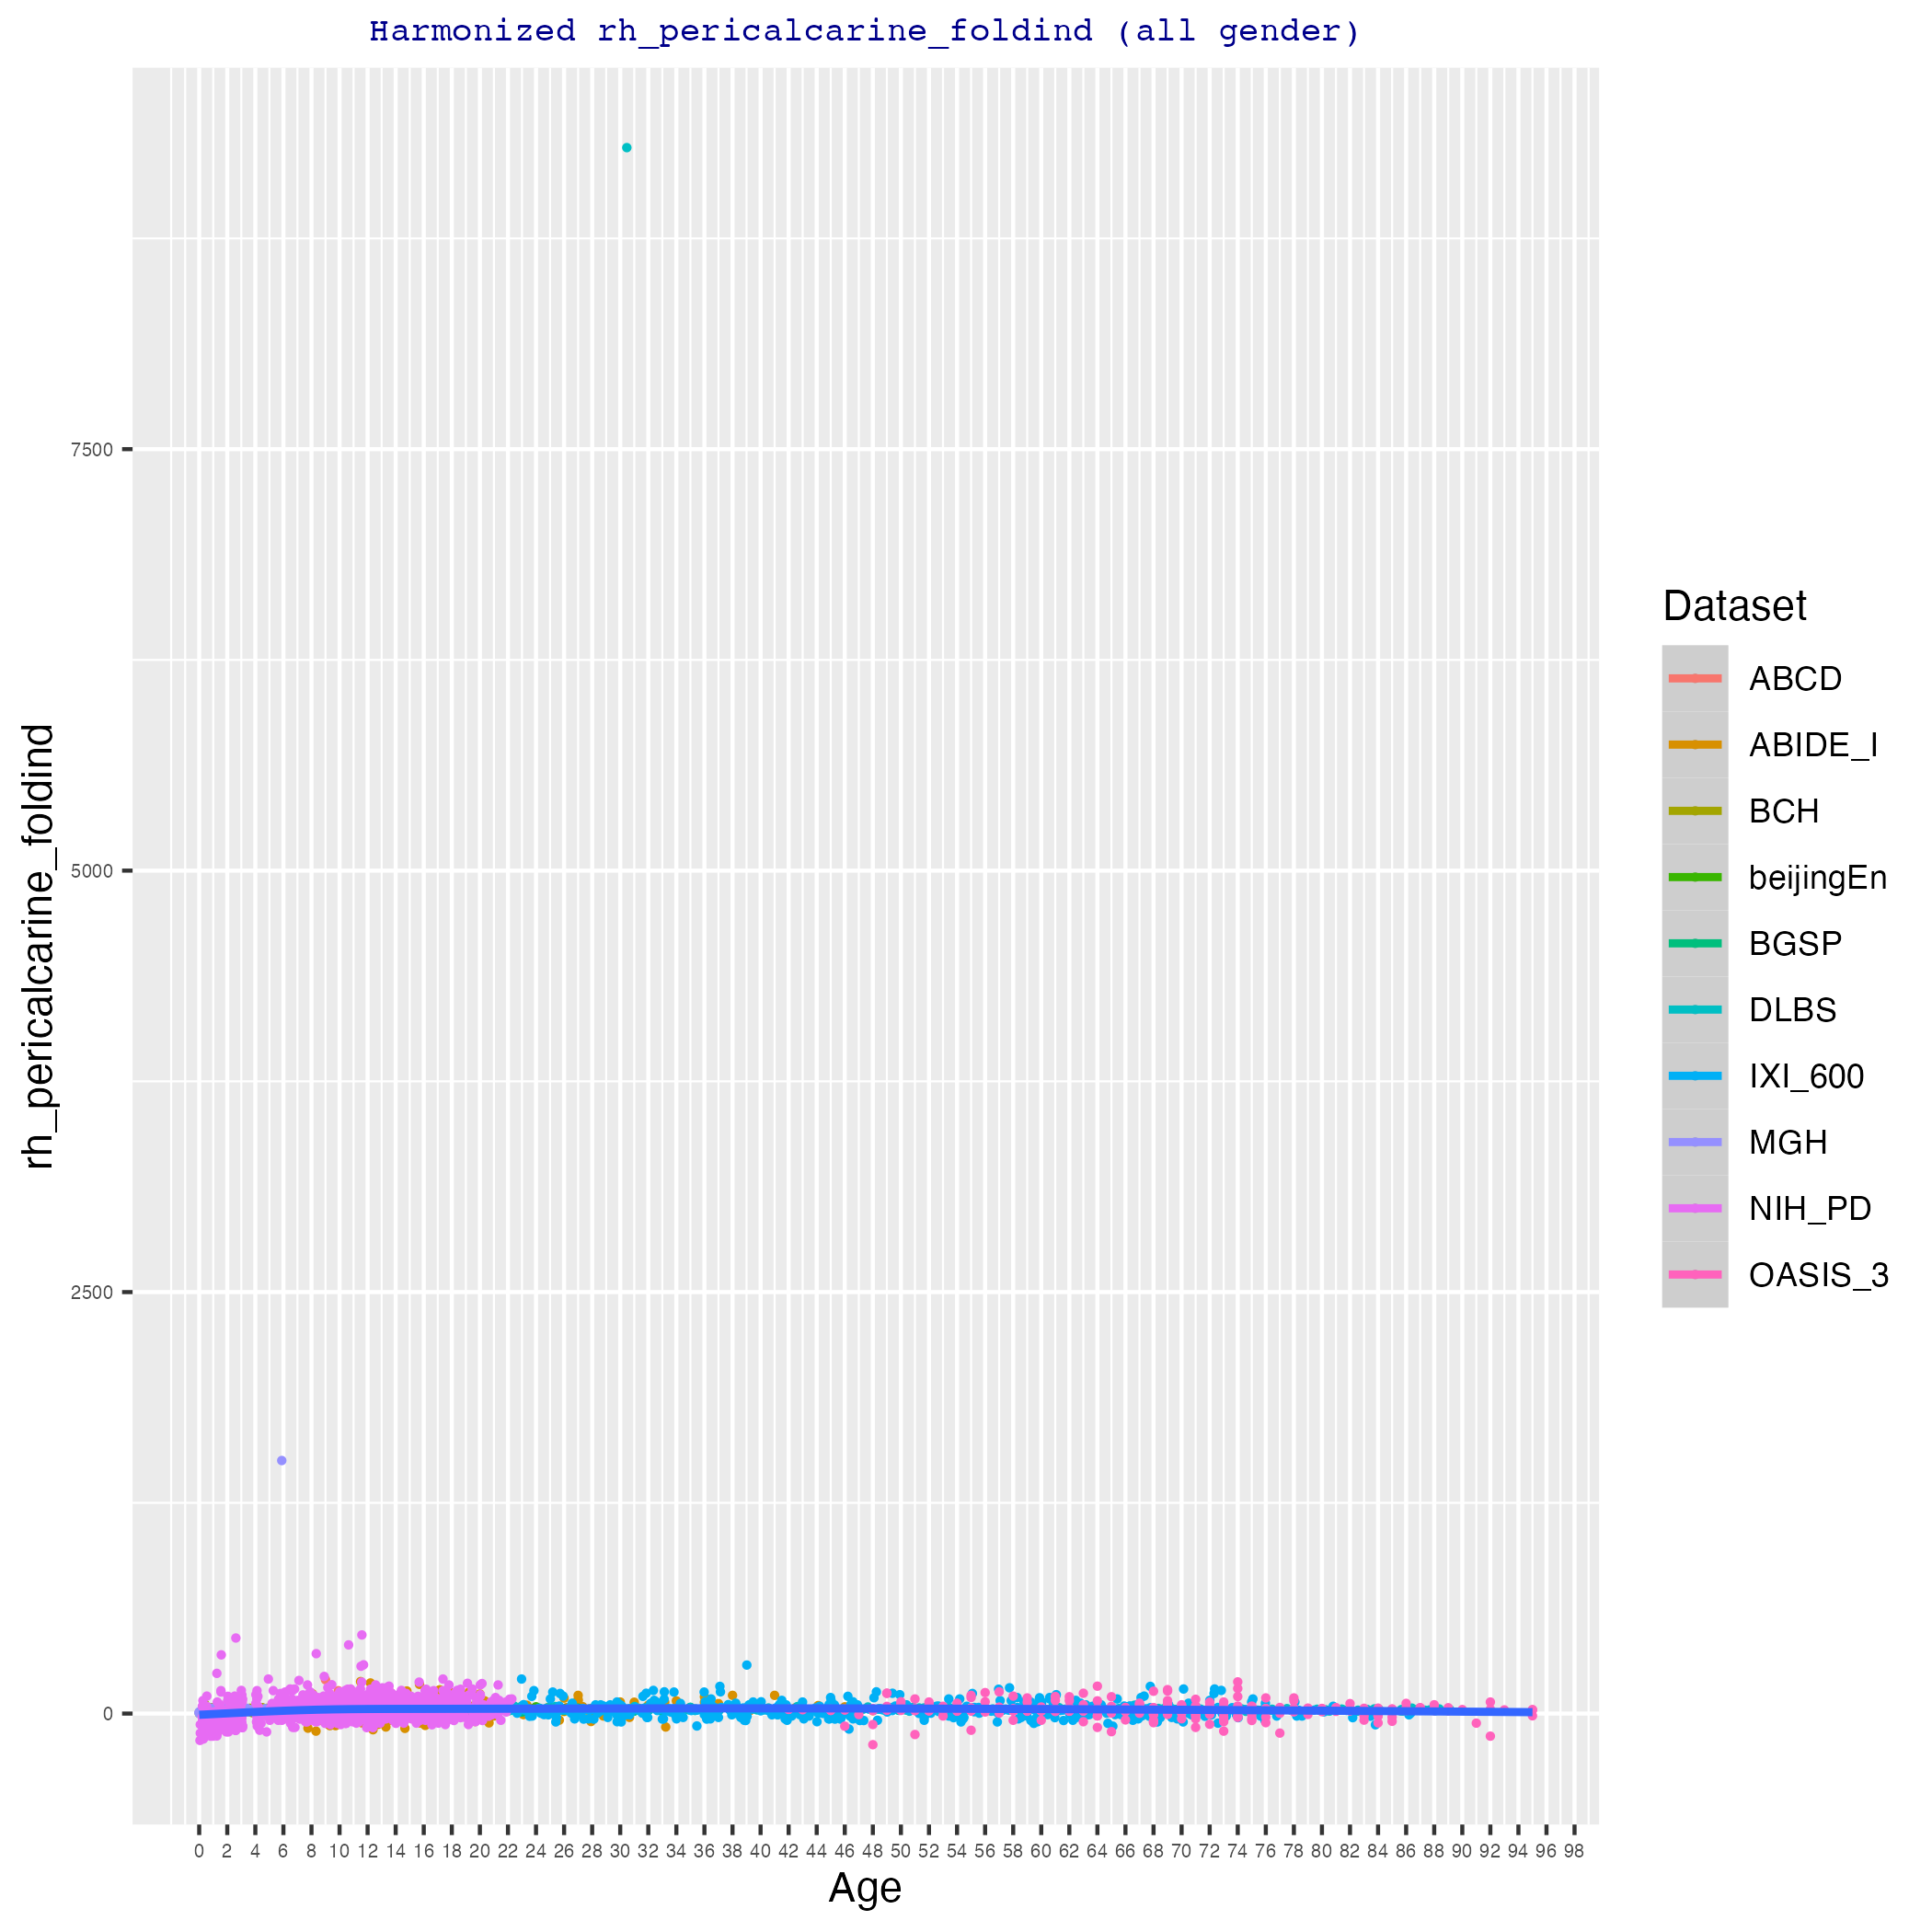 Harmonized rh_pericalcarine_foldind (all gender)
rh_pericalcarine_foldind
7500
5000
2500
0
0 2 4 6 8 10 12 14 16 18 20 22 24 26 28 30 32 34 36 38 40 42 44 46 48 50 52 54 56 58 60 62 64 66 68 70 72 74 76 78 80 82 84 86 88 90 92 94 96 98
Age
Dataset
ABCD
ABIDE_I
BCH
beijingEn
BGSP
DLBS
IXI_600
MGH
NIH_PD
OASIS_3